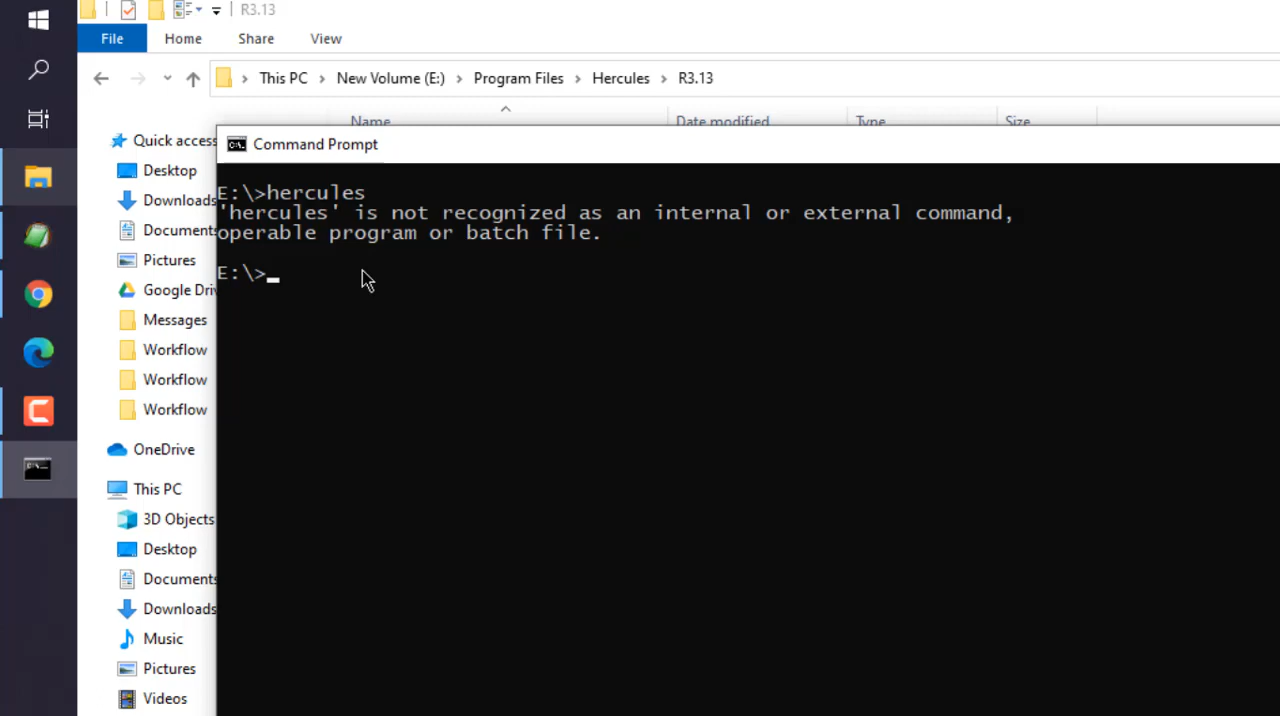 R3.13
File Home Share View
This PC > New Volume (E:) > Program Files > Hercules > R3.13
Name Date modified Type Size
Quick access
Desktop
Downloads
Documents
Pictures
Google Dri
Messages
Workflow
Workflow
Workflow
OneDrive
This PC
3D Objects
Desktop
Documents
Downloads
Music
Pictures
Videos
Command Prompt
E:\>hercules
'hercules' is not recognized as an internal or external command,
operable program or batch file.
E:\>